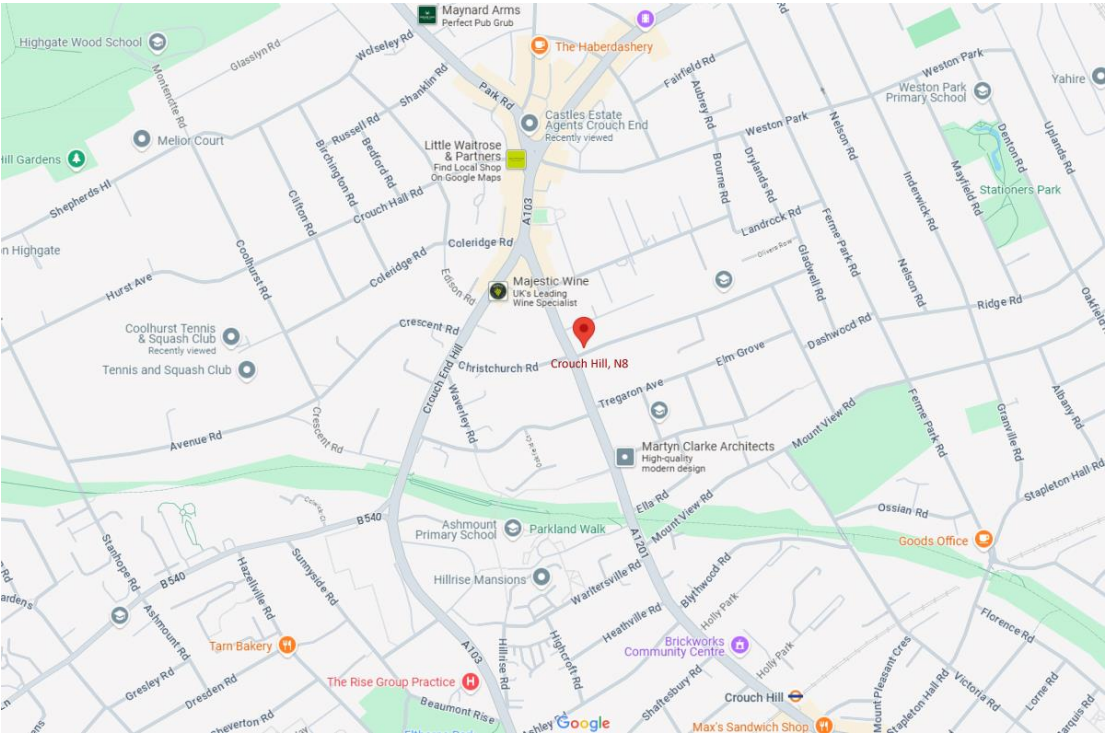 Maynard Arms
Perfect Pub Grub
Highgate Wood School
Glasslyn Rd
Wolseley Rd
The Haberdashery
Montenotte Rd
Shanklin Rd
Park Rd
Fairfield Rd
Weston Park
Weston Park
Primary School
Yahire
Castles Estate
Agents Crouch End
Recently viewed
Aubrey Rd
Nelson Rd
Denton Rd
Uplands Rd
Melior Court
Russell Rd
Birchington Rd
Bedford Rd
Little Waitrose
& Partners
Find Local Shop
On Google Maps
Weston Park
Bourne Rd
Drylands Rd
Inderwick Rd
Mayfield Rd
Stationers Park
Hill Gardens
Shepherds Hl
Clifton Rd
Crouch Hall Rd
A103
Landrock Rd
Ferme Park Rd
n Highgate
Coolhurst Rd
Coleridge Rd
Coleridge Rd
Edison Rd
Olivers Row
Gladwell Rd
Nelson Rd
Hurst Ave
Majestic Wine
UK's Leading
Wine Specialist
Ridge Rd
Oakfield
Coolhurst Tennis
& Squash Club
Recently viewed
Crescent Rd
Dashwood Rd
Tennis and Squash Club
Crouch End Hill
Christchurch Rd
Crouch Hill, N8
Elm Grove
Waverley Rd
Tregaron Ave
Crescent Rd
Avenue Rd
Mount View Rd
Ferme Park Rd
Granville Rd
Albany Rd
Martyn Clarke Architects
High-quality
modern design
Stapleton Hall Rd
B540
Ella Rd
Mount View Rd
Ossian Rd
Ashmount
Primary School
Parkland Walk
A1201
Goods Office
Stanhope Rd
Sunnyside Rd
Hazellville Rd
Hillrise Mansions
Waritersville Rd
Blythwood Rd
B540
Ashmount Rd
Heathville Rd
Holly Park
Florence Rd
Tarn Bakery
A103
Hillrise Rd
Highcroft Rd
Brickworks
Community Centre
Holly Park
Mount Pleasant Cres
Gresley Rd
Dresden Rd
The Rise Group Practice
Shaftesbury Rd
Crouch Hill
Stapleton Hall Rd
Victoria Rd
Lorne Rd
Beaumont Rise
Ashley Rd
Google
Max's Sandwich Shop